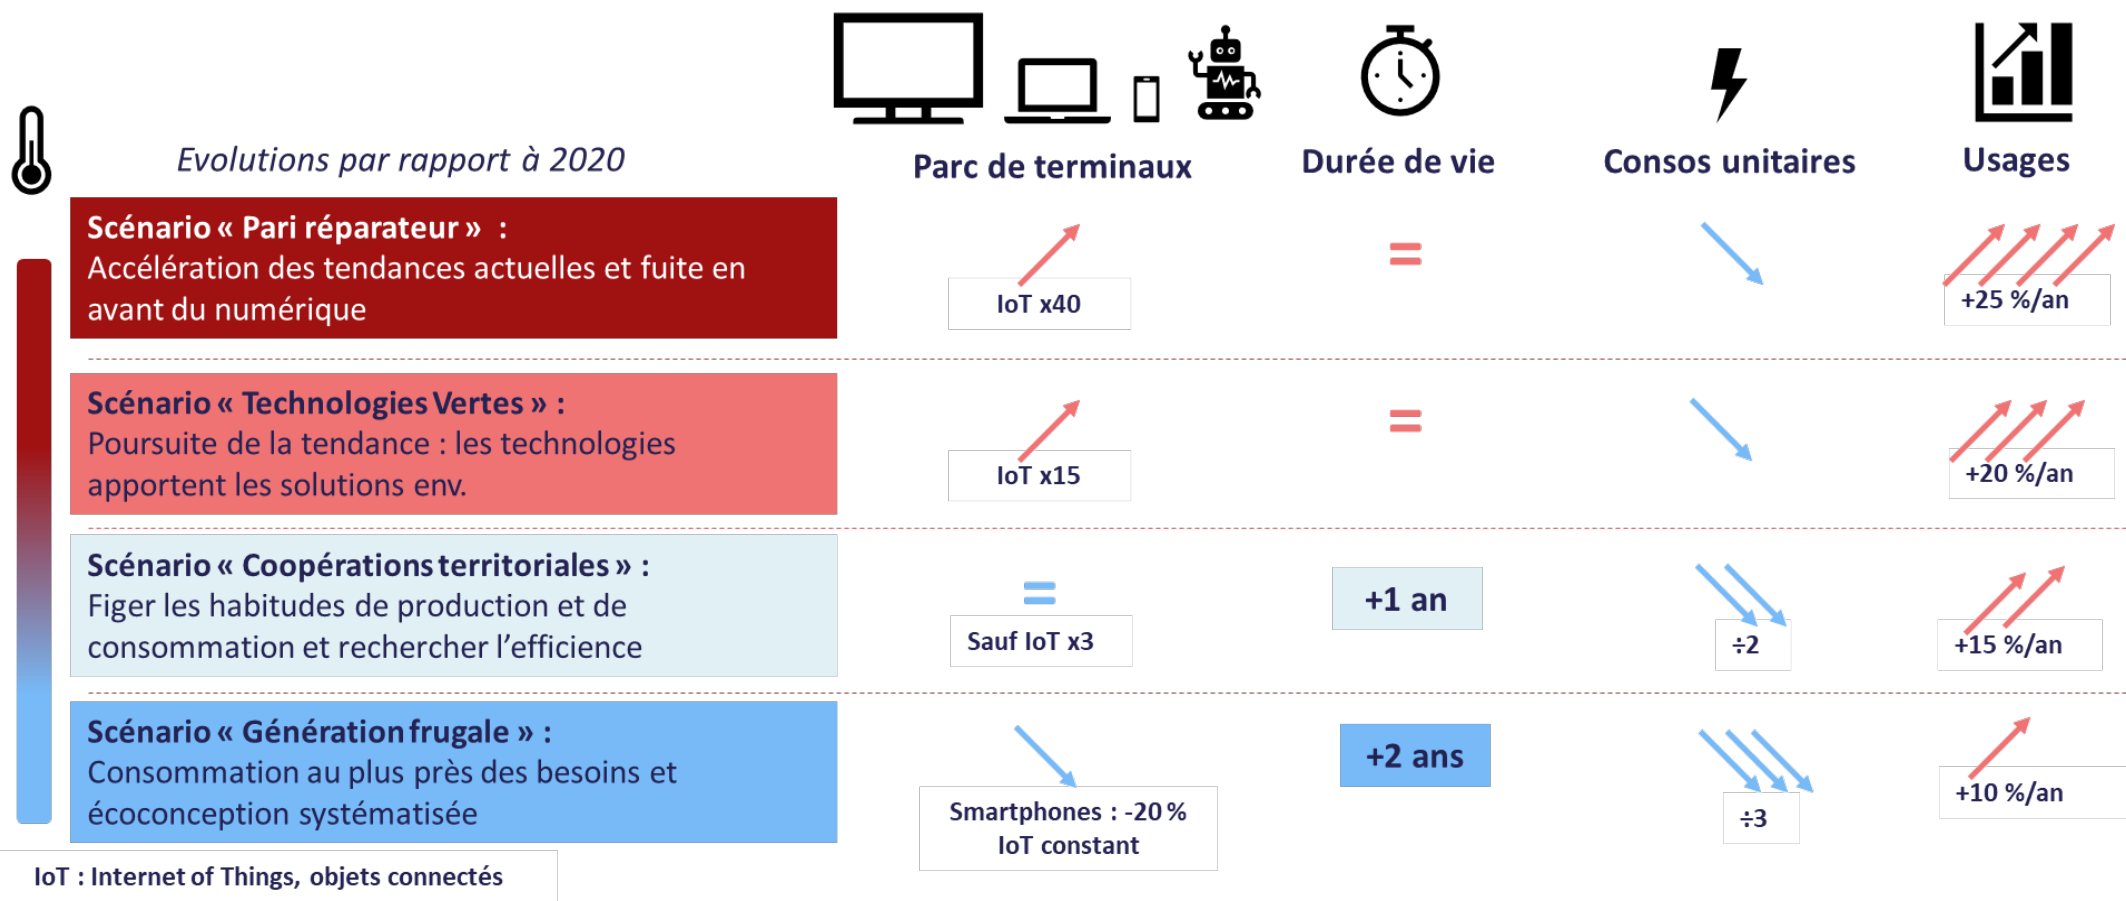 Evolutions par rapport à 2020
Parc de terminaux
Durée de vie
Consos unitaires
Usages
Scénario « Pari réparateur » :
Accélération des tendances actuelles et fuite en
avant du numérique
IoT x40
=
+25 %/an
Scénario « Technologies Vertes » :
Poursuite de la tendance : les technologies
apportent les solutions env.
IoT x15
=
+20 %/an
Scénario « Coopérations territoriales » :
Figer les habitudes de production et de
consommation et rechercher l’efficience
=
Sauf IoT x3
+1 an
÷2
+15 %/an
Scénario « Génération frugale » :
Consommation au plus près des besoins et
écoconception systématisée
Smartphones : -20 %
IoT constant
+2 ans
÷3
+10 %/an
IoT : Internet of Things, objets connectés